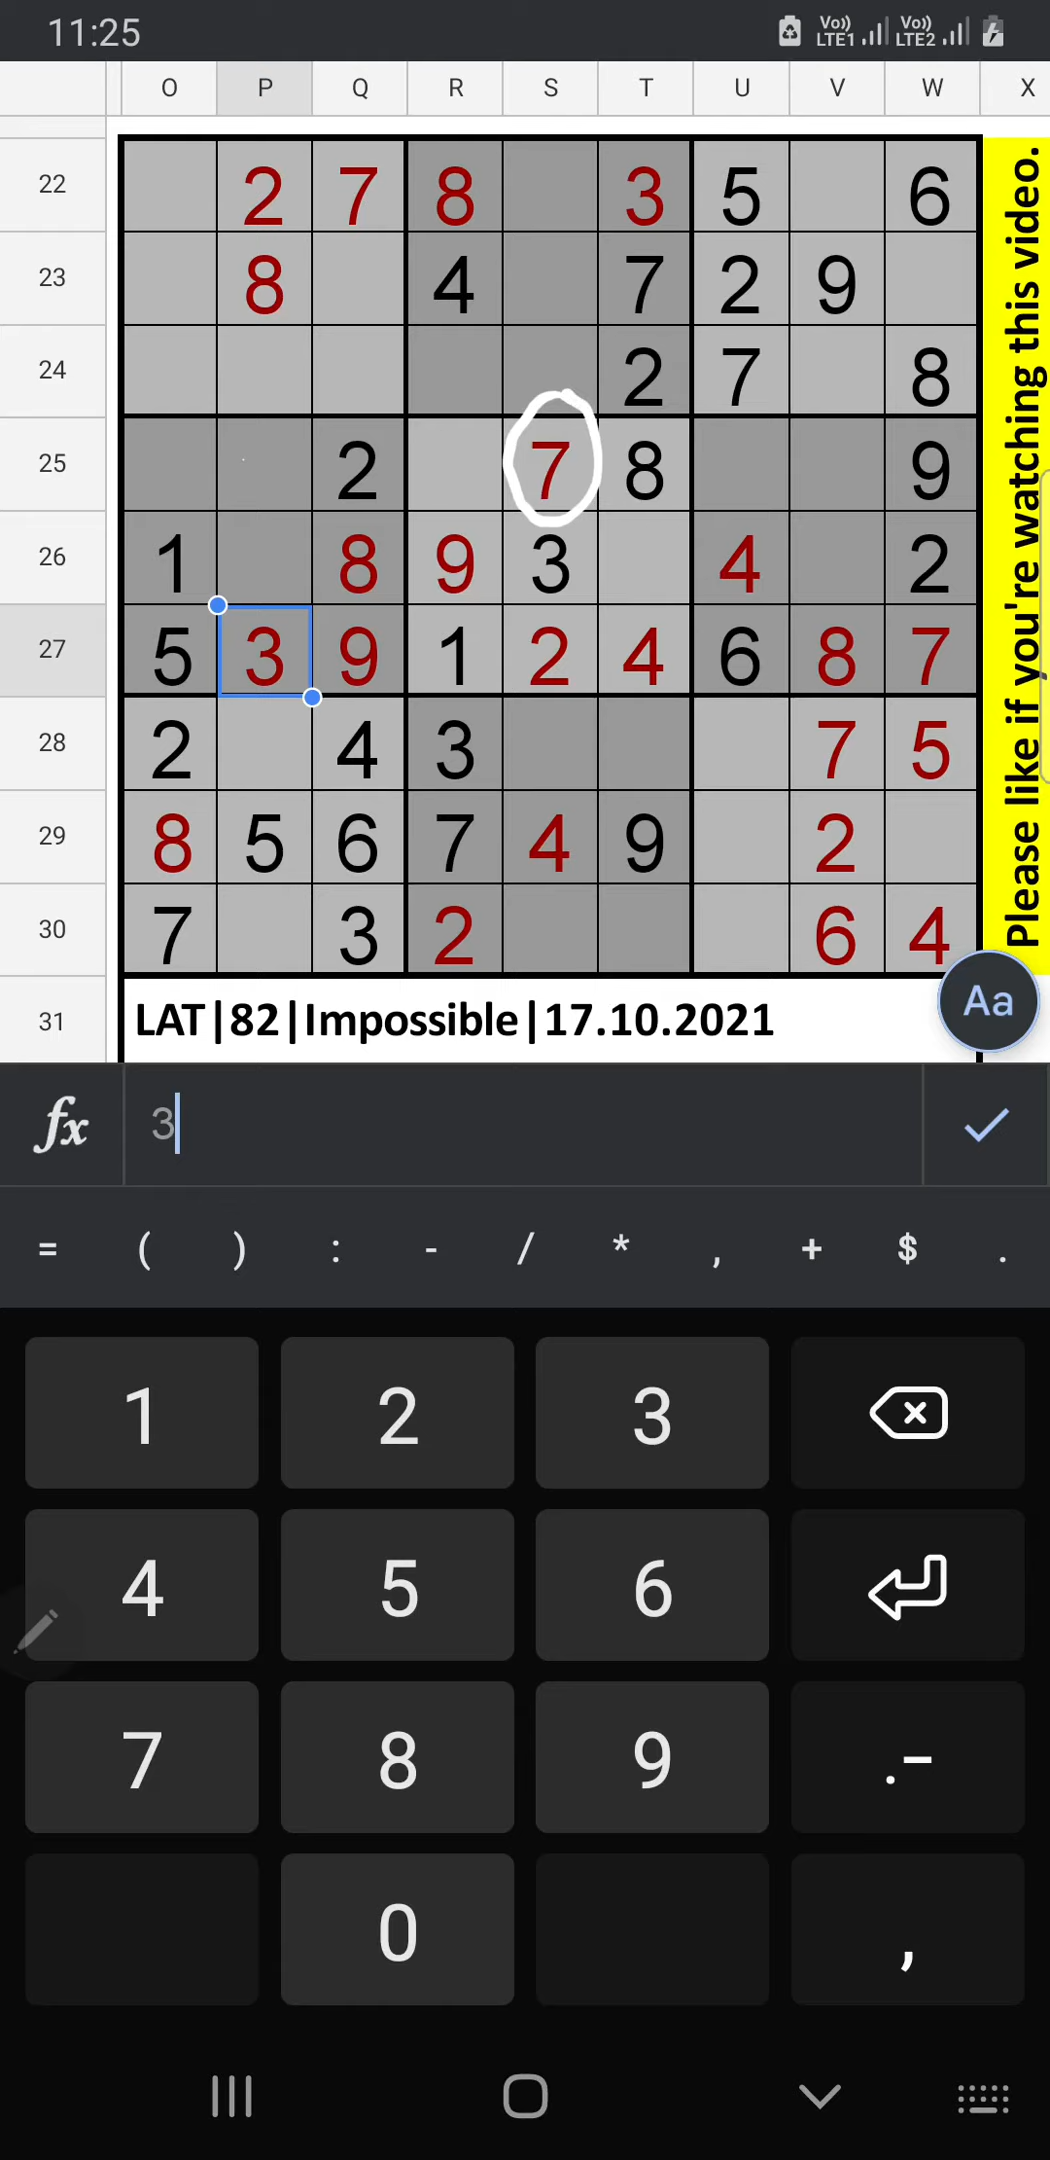 11:25 Vo)) LTE1 Vo)) LTE2
O P Q R S T U V W X
22 2 7 8 3 5 6
23 8 4 7 2 9
24 2 7 8
25 2 7 8 9
26 1 8 9 3 4 2
27 5 3 9 1 2 4 6 8 7
28 2 4 3 7 5
29 8 5 6 7 4 9 2
30 7 3 2 6 4
Please like if you're watching this video.
31 LAT|82|Impossible|17.10.2021
Aa
fx 3
= ( ) : - / * , + $ .
1 2 3
4 5 6
7 8 9 .-
0 ,